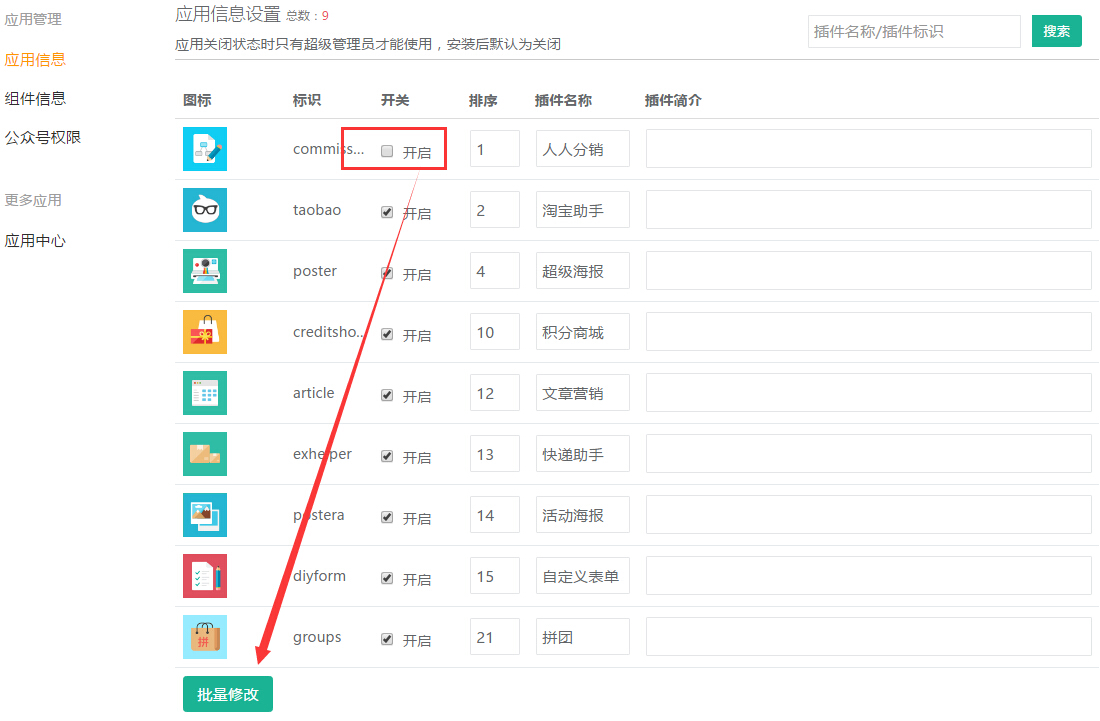 应用管理
应用信息
组件信息
公众号权限
更多应用
应用中心
应用信息设置 总数：9
应用关闭状态时只有超级管理员才能使用，安装后默认为关闭
插件名称/插件标识 搜索
图标 标识 开关 排序 插件名称 插件简介
commiss... 开启 1 人人分销
taobao 开启 2 淘宝助手
poster 开启 4 超级海报
creditsho... 开启 10 积分商城
article 开启 12 文章营销
exhelper 开启 13 快递助手
postera 开启 14 活动海报
diyform 开启 15 自定义表单
拼
groups 开启 21 拼团
批量修改